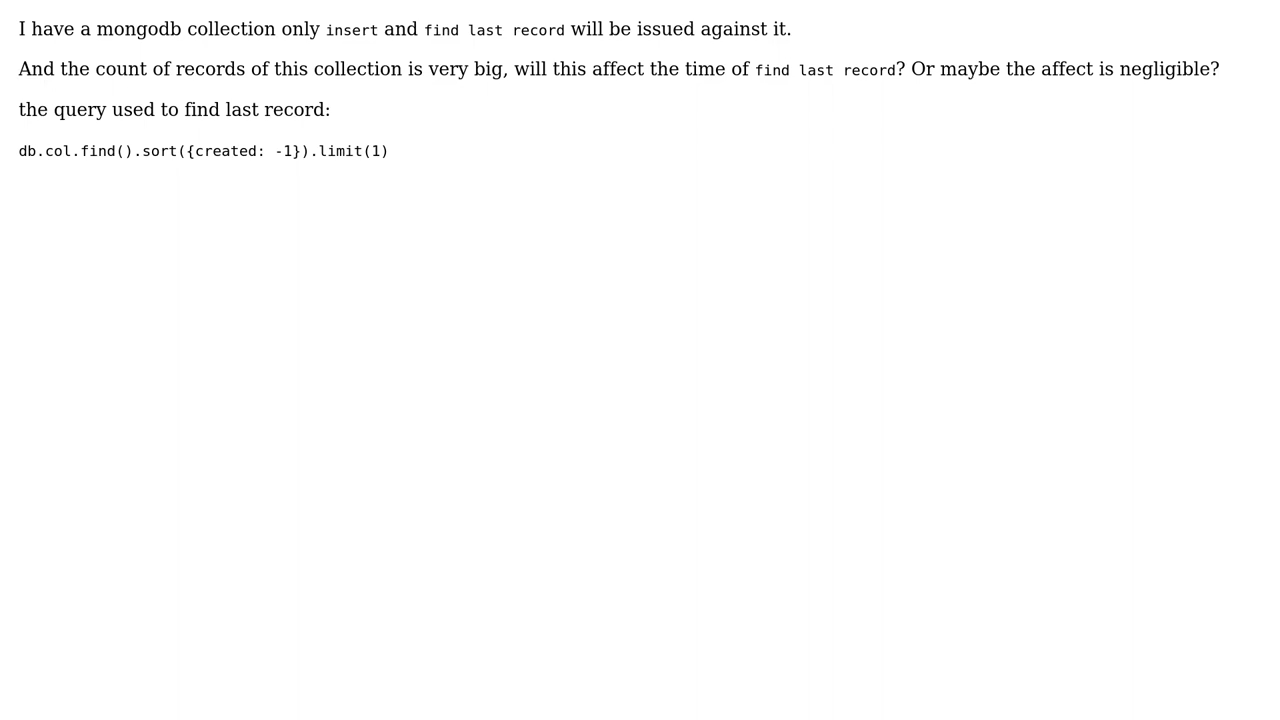 I have a mongodb collection only insert and find last record will be issued against it.
And the count of records of this collection is very big, will this affect the time of find last record? Or maybe the affect is negligible?
the query used to find last record:
db.col.find().sort({created: -1}).limit(1)